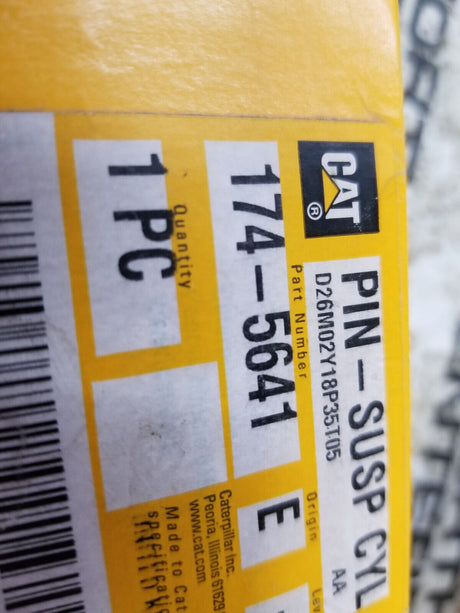 CAT
®
PIN-SUSP CYL
D26M02Y18P35T05
AA
Part Number
Origin
174-5641
E
Quantity
1 PC
Caterpillar Inc.
Peoria, Illinois 61629
www.cat.com
Made to Cat